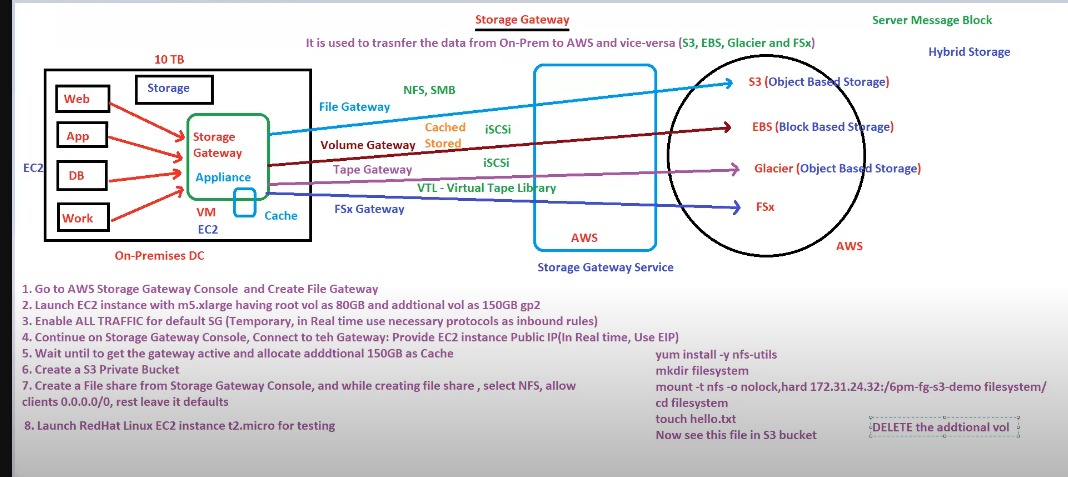 Storage Gateway
Server Message Block
It is used to trasnfer the data from On-Prem to AWS and vice-versa (S3, EBS, Glacier and FSx)
Hybrid Storage
10 TB
Storage
Web
App
DB
Work
EC2
Storage
Gateway
Appliance
VM
EC2
Cache
On-Premises DC
NFS, SMB
File Gateway
Cached
Stored
iSCSi
Volume Gateway
iSCSi
Tape Gateway
VTL - Virtual Tape Library
FSx Gateway
AWS
Storage Gateway Service
S3 (Object Based Storage)
EBS (Block Based Storage)
Glacier (Object Based Storage)
FSx
AWS
1. Go to AWS Storage Gateway Console and Create File Gateway
2. Launch EC2 instance with m5.xlarge having root vol as 80GB and addtional vol as 150GB gp2
3. Enable ALL TRAFFIC for default SG (Temporary, in Real time use necessary protocols as inbound rules)
4. Continue on Storage Gateway Console, Connect to teh Gateway: Provide EC2 instance Public IP(In Real time, Use EIP)
5. Wait until to get the gateway active and allocate adddtional 150GB as Cache
6. Create a S3 Private Bucket
7. Create a File share from Storage Gateway Console, and while creating file share , select NFS, allow
clients 0.0.0.0/0, rest leave it defaults
8. Launch RedHat Linux EC2 instance t2.micro for testing
yum install -y nfs-utils
mkdir filesystem
mount -t nfs -o nolock,hard 172.31.24.32:/6pm-fg-s3-demo filesystem/
cd filesystem
touch hello.txt
Now see this file in S3 bucket
DELETE the addtional vol